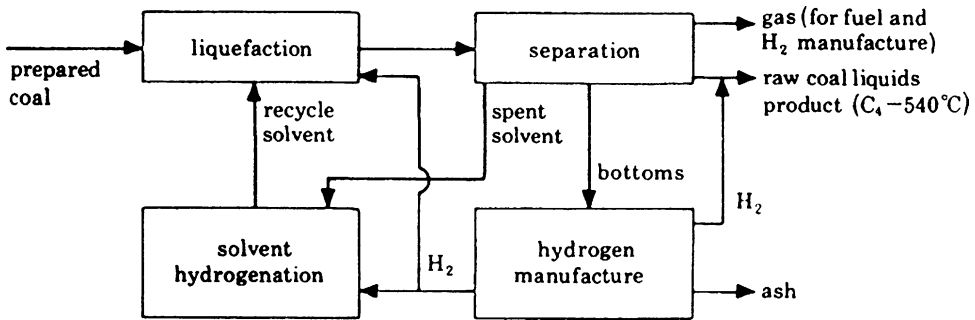 liquefaction
separation
gas (for fuel and
H₂ manufacture)
prepared
coal
raw coal liquids
product (C₄−540°C)
recycle
solvent
spent
solvent
bottoms
H₂
solvent
hydrogenation
H₂
hydrogen
manufacture
ash